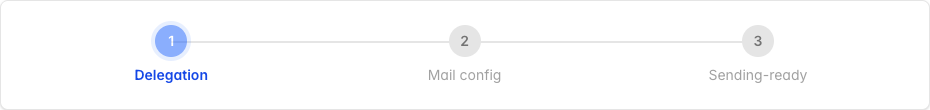 1
2
3
Delegation
Mail config
Sending-ready